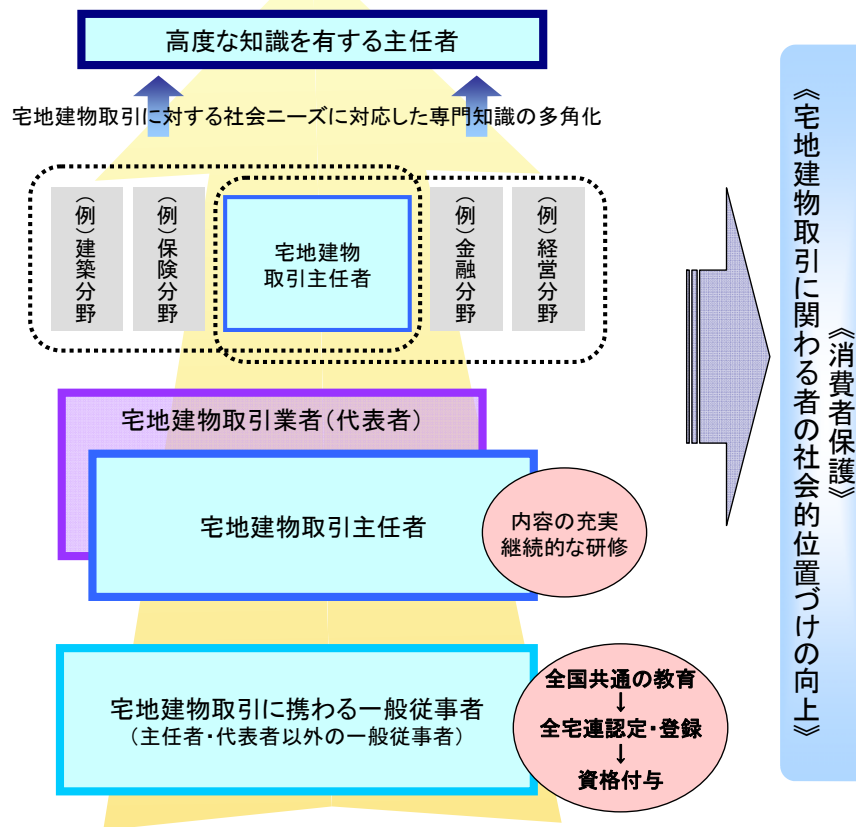 高度な知識を有する主任者
宅地建物取引に対する社会ニーズに対応した専門知識の多角化
(例)建築分野
(例)保険分野
宅地建物
取引主任者
(例)金融分野
(例)経営分野
宅地建物取引業者(代表者)
宅地建物取引主任者
内容の充実
継続的な研修
宅地建物取引に携わる一般従事者
(主任者・代表者以外の一般従事者)
全国共通の教育
↓
全宅連認定・登録
↓
資格付与
《消費者保護》
《宅地建物取引に関わる者の社会的位置づけの向上》